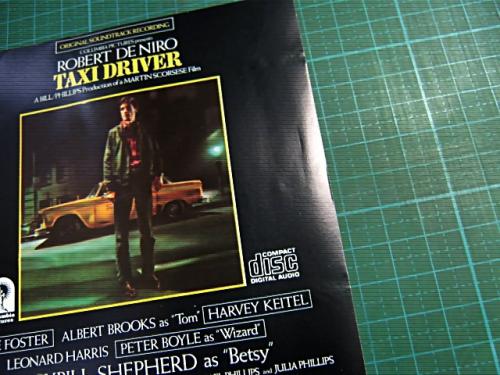 ORIGINAL SOUNDTRACK RECORDING
COLUMBIA PICTURES presents
ROBERT DE NIRO
TAXI DRIVER
A BILL/PHILLIPS Production of a MARTIN SCORSESE Film
COMPACT
disc
DIGITAL AUDIO
FOSTER ALBERT BROOKS as "Tom" HARVEY KEITEL
LEONARD HARRIS PETER BOYLE as "Wizard"
SHEPHERD as "Betsy"
PHILLIPS and JULIA PHILLIPS